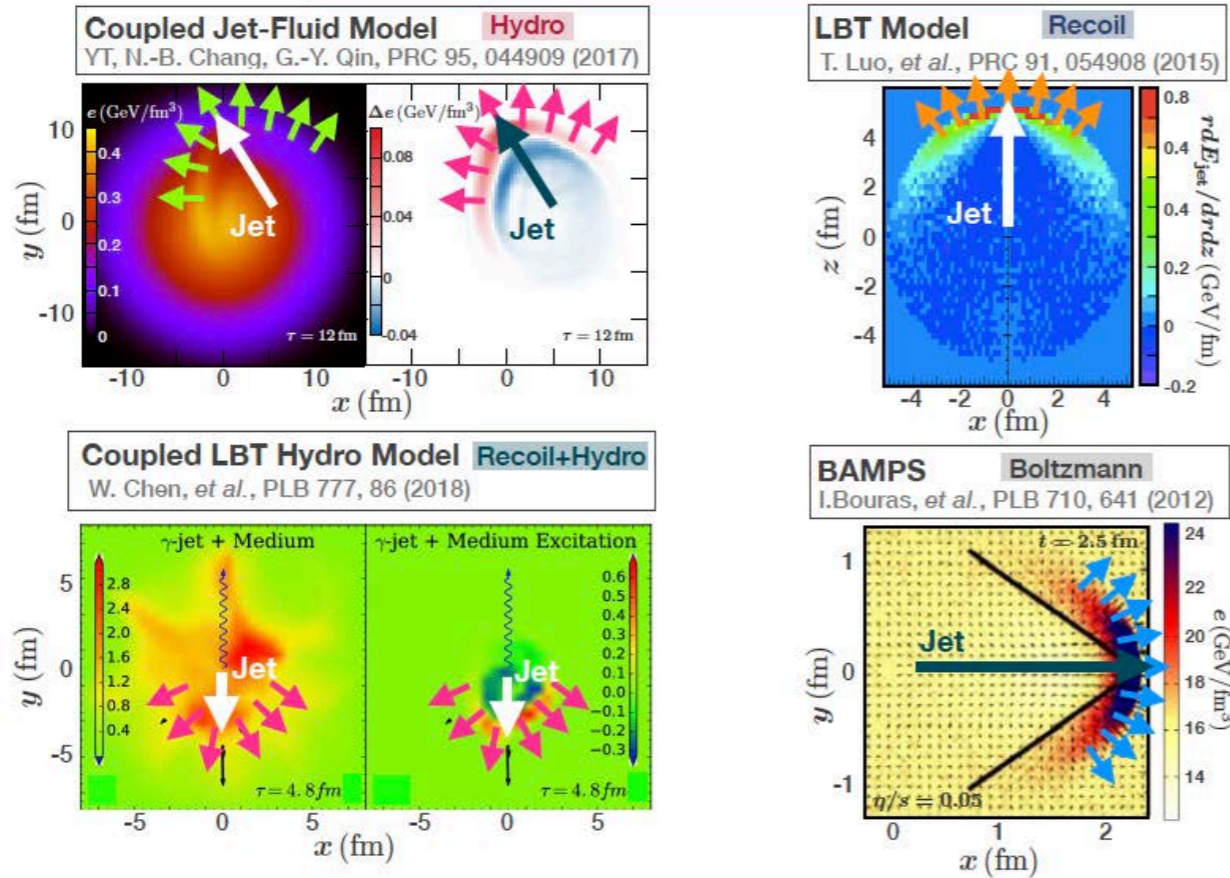 Coupled Jet-Fluid Model Hydro
YT, N.-B. Chang, G.-Y. Qin, PRC 95, 044909 (2017)
e (GeV/fm³)
0.4
0.3
0.2
0.1
0
10
0
-10
y (fm)
Jet
τ = 12 fm
Δe (GeV/fm³)
0.08
0.04
0
-0.04
Jet
τ = 12 fm
-10 0 10 -10 0 10
x (fm)
LBT Model Recoil
T. Luo, et al., PRC 91, 054908 (2015)
4
2
0
-2
-4
z (fm)
Jet
0.8
0.6
0.4
0.2
0
-0.2
rdE_jet/drdz (GeV/fm)
-4 -2 0 2 4
x (fm)
Coupled LBT Hydro Model Recoil+Hydro
W. Chen, et al., PLB 777, 86 (2018)
γ-jet + Medium
2.8
2.4
2.0
1.6
1.2
0.8
0.4
5
0
-5
y (fm)
Jet
τ=4.8fm
γ-jet + Medium Excitation
0.6
0.5
0.4
0.3
0.2
0.1
0.0
-0.1
-0.2
-0.3
Jet
τ=4.8fm
-5 0 5 -5 0 5
x (fm)
BAMPS Boltzmann
I.Bouras, et al., PLB 710, 641 (2012)
t = 2.5 fm
1
0
-1
y (fm)
Jet
η/s = 0.05
24
22
20
18
16
14
e (GeV/fm³)
0 1 2
x (fm)